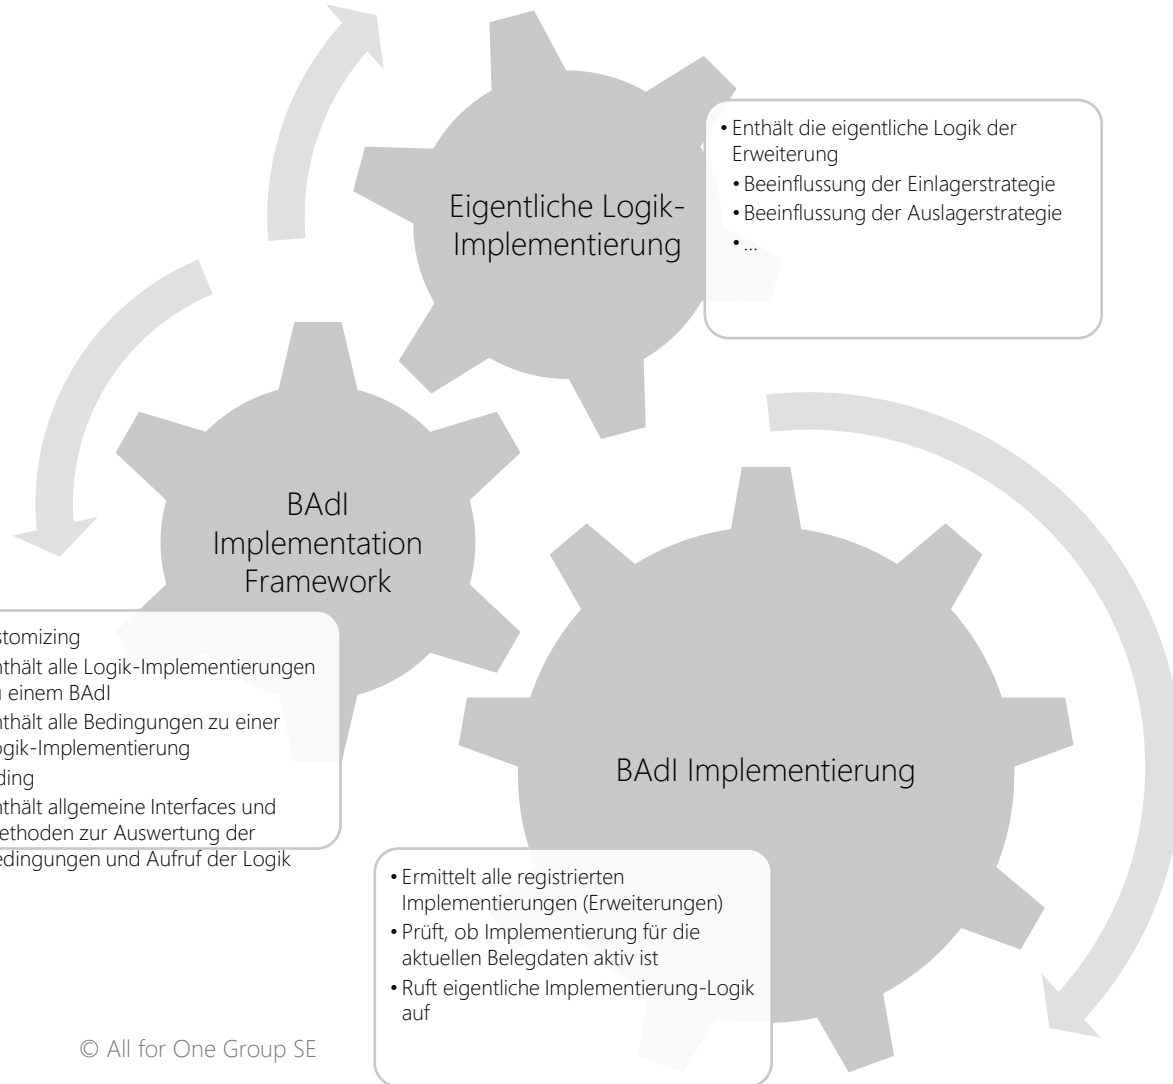 • Enthält die eigentliche Logik der
Erweiterung
• Beeinflussung der Einlagerstrategie
• Beeinflussung der Auslagerstrategie
• ...
Eigentliche Logik-
Implementierung
BAdI
Implementation
Framework
stomizing
nthält alle Logik-Implementierungen
u einem BAdI
nthält alle Bedingungen zu einer
ogik-Implementierung
ding
nthält allgemeine Interfaces und
ethoden zur Auswertung der
edingungen und Aufruf der Logik
BAdI Implementierung
• Ermittelt alle registrierten
Implementierungen (Erweiterungen)
• Prüft, ob Implementierung für die
aktuellen Belegdaten aktiv ist
• Ruft eigentliche Implementierung-Logik
auf
© All for One Group SE